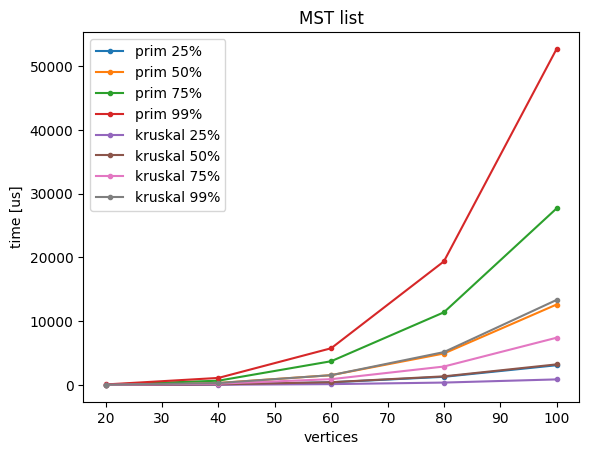 MST list
prim 25%
prim 50%
prim 75%
prim 99%
kruskal 25%
kruskal 50%
kruskal 75%
kruskal 99%
time [us]
50000
40000
30000
20000
10000
0
20 30 40 50 60 70 80 90 100
vertices